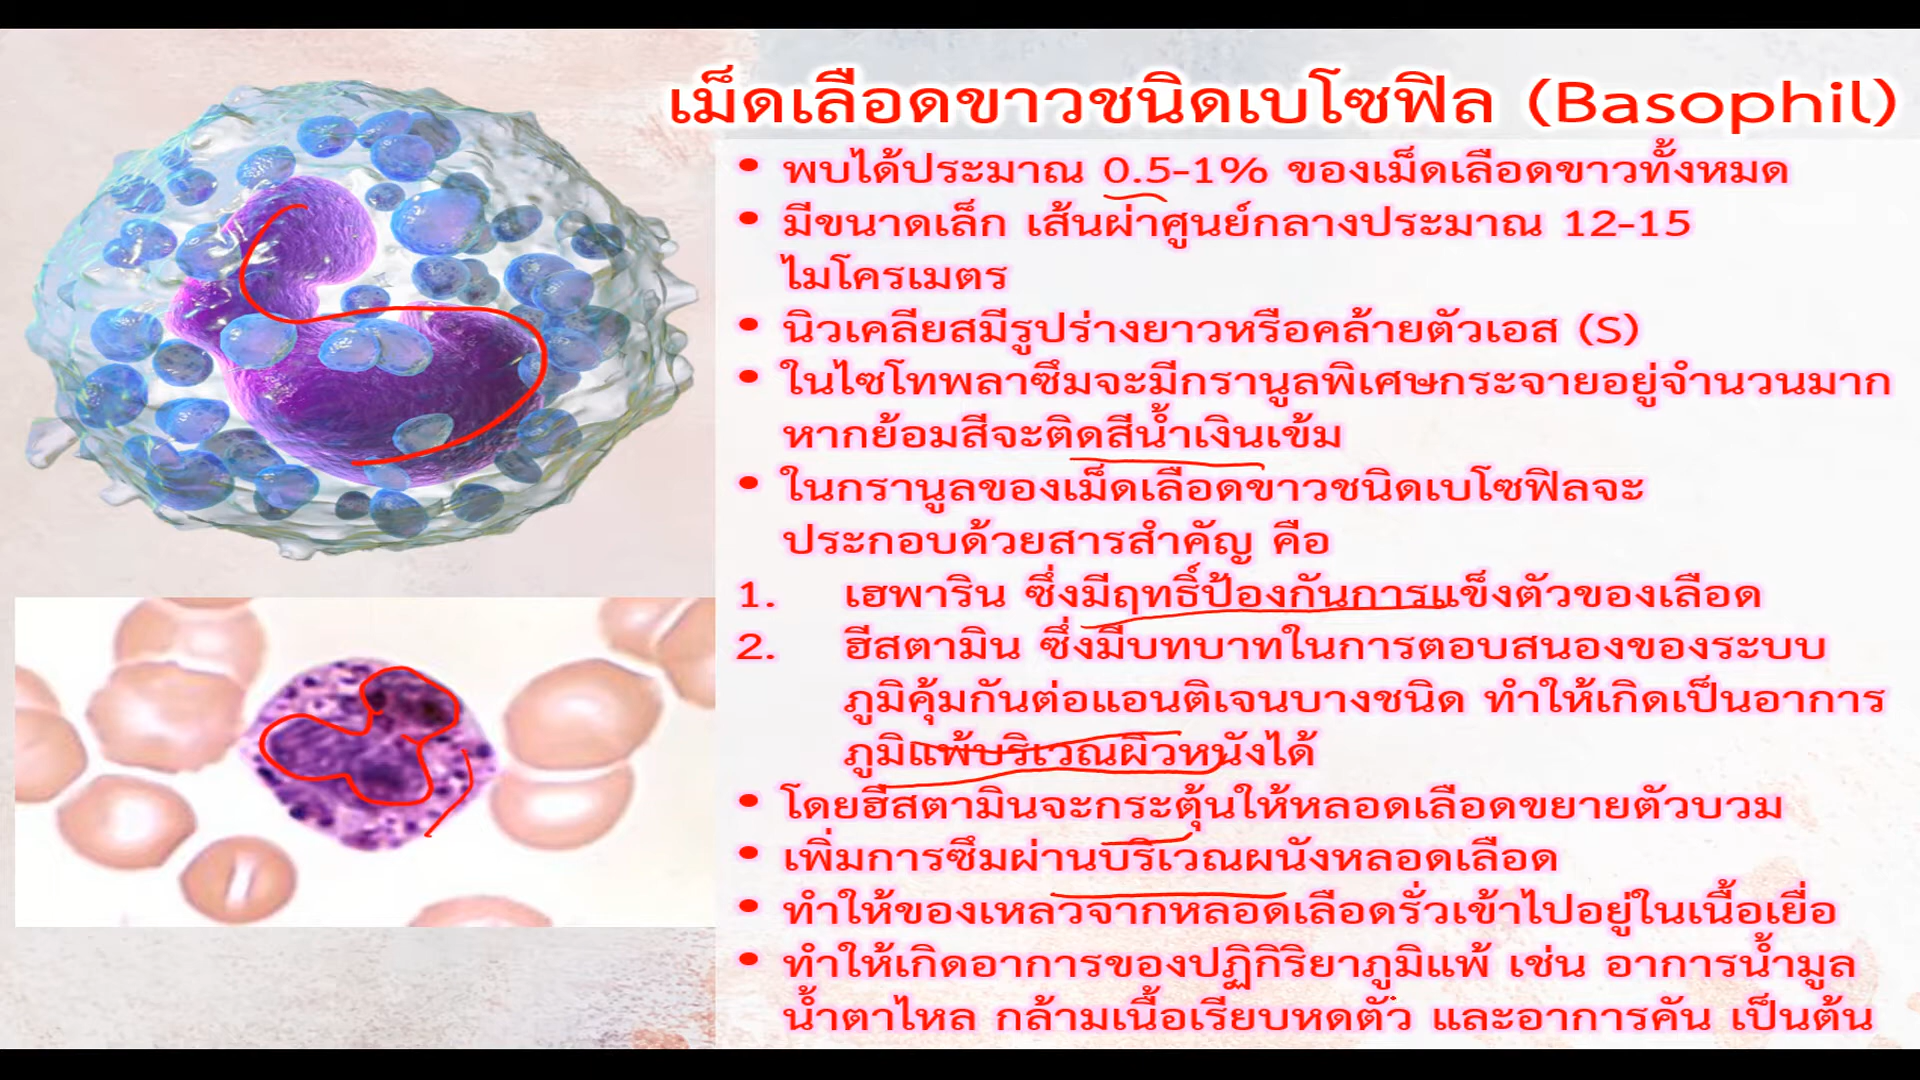 เม็ดเลือดขาวชนิดเบโซฟิล (Basophil)
• พบได้ประมาณ 0.5-1% ของเม็ดเลือดขาวทั้งหมด
• มีขนาดเล็ก เส้นผ่าศูนย์กลางประมาณ 12-15
ไมโครเมตร
• นิวเคลียสมีรูปร่างยาวหรือคล้ายตัวเอส (S)
• ในไซโทพลาซึมจะมีกรานูลพิเศษกระจายอยู่จำนวนมาก
หากย้อมสีจะติดสีน้ำเงินเข้ม
• ในกรานูลของเม็ดเลือดขาวชนิดเบโซฟิลจะ
ประกอบด้วยสารสำคัญ คือ
1. เฮพาริน ซึ่งมีฤทธิ์ป้องกันการแข็งตัวของเลือด
2. ฮีสตามิน ซึ่งมีบทบาทในการตอบสนองของระบบ
ภูมิคุ้มกันต่อแอนติเจนบางชนิด ทำให้เกิดเป็นอาการ
ภูมิแพ้บริเวณผิวหนังได้
• โดยฮีสตามินจะกระตุ้นให้หลอดเลือดขยายตัวบวม
• เพิ่มการซึมผ่านบริเวณผนังหลอดเลือด
• ทำให้ของเหลวจากหลอดเลือดรั่วเข้าไปอยู่ในเนื้อเยื่อ
• ทำให้เกิดอาการของปฏิกิริยาภูมิแพ้ เช่น อาการน้ำมูล
น้ำตาไหล กล้ามเนื้อเรียบหดตัว และอาการคัน เป็นต้น